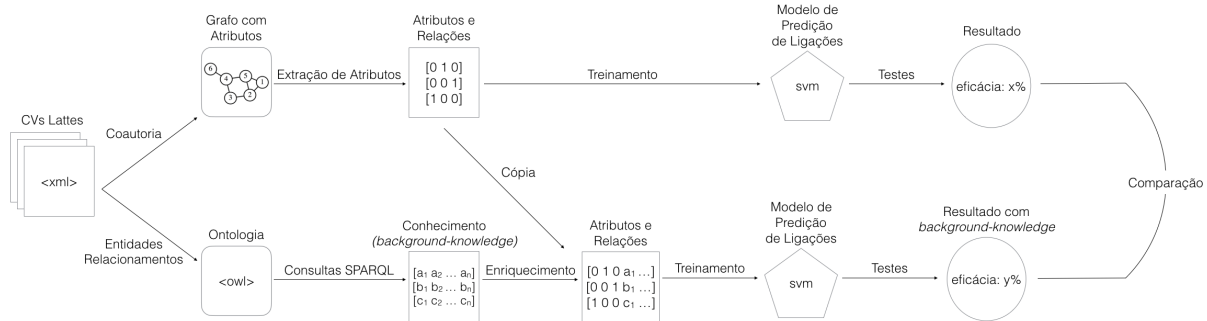 Grafo com
Atributos
6
4
5
1
3
2
Extração de Atributos
Atributos e
Relações
[0 1 0]
[0 0 1]
[1 0 0]
Treinamento
Modelo de
Predição
de Ligações
svm
Testes
Resultado
eficácia: x%
CVs Lattes
<xml>
Coautoria
Cópia
Comparação
Entidades
Relacionamentos
Ontologia
<owl>
Consultas SPARQL
Conhecimento
(background-knowledge)
[a₁ a₂ … aₙ]
[b₁ b₂ … bₙ]
[c₁ c₂ … cₙ]
Enriquecimento
Atributos e
Relações
[0 1 0 a₁ …]
[0 0 1 b₁ …]
[1 0 0 c₁ …]
Treinamento
Modelo de
Predição
de Ligações
svm
Testes
Resultado com
background-knowledge
eficácia: y%